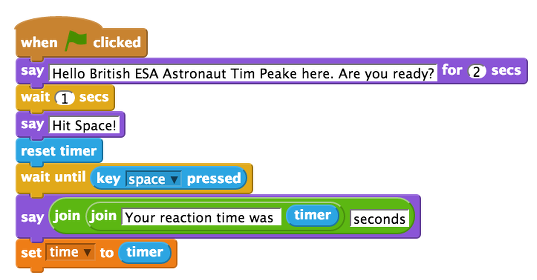 when clicked
say Hello British ESA Astronaut Tim Peake here. Are you ready? for 2 secs
wait 1 secs
say Hit Space!
reset timer
wait until key space pressed
say join join Your reaction time was timer seconds
set time to timer